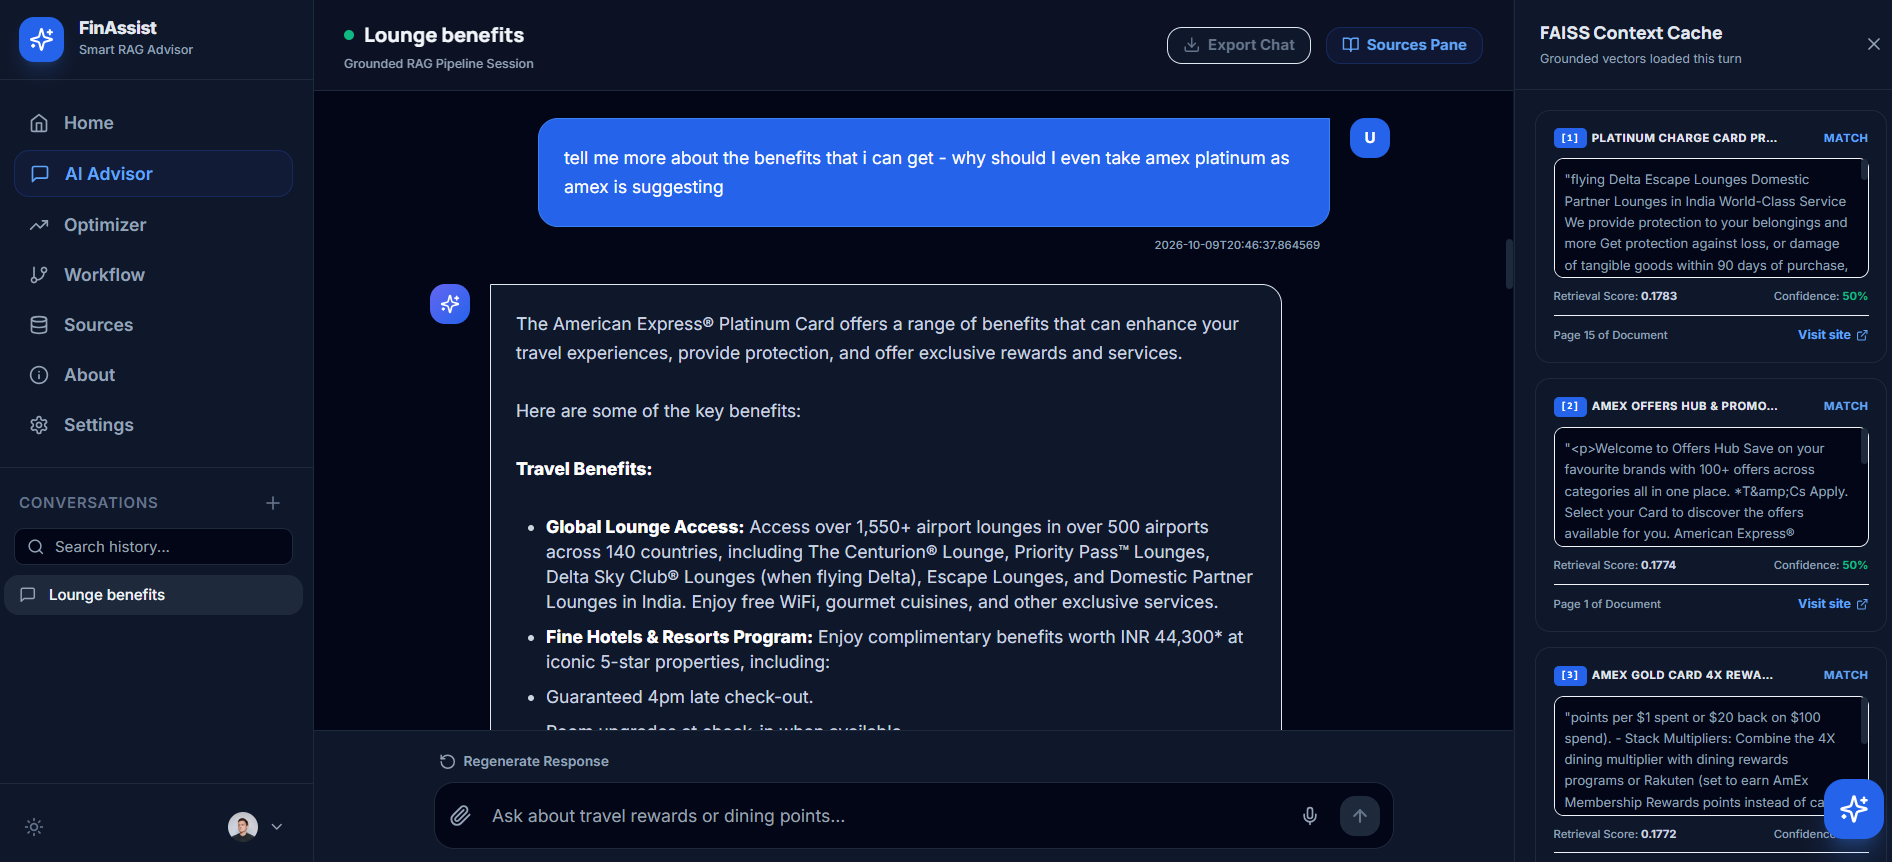 FinAssist
Smart RAG Advisor
Home
AI Advisor
Optimizer
Workflow
Sources
About
Settings
CONVERSATIONS
Search history...
Lounge benefits
Lounge benefits
Grounded RAG Pipeline Session
Export Chat
Sources Pane
tell me more about the benefits that i can get - why should I even take amex platinum as
amex is suggesting
U
2026-10-09T20:46:37.864569
The American Express® Platinum Card offers a range of benefits that can enhance your
travel experiences, provide protection, and offer exclusive rewards and services.
Here are some of the key benefits:
Travel Benefits:
• Global Lounge Access: Access over 1,550+ airport lounges in over 500 airports
across 140 countries, including The Centurion® Lounge, Priority Pass™ Lounges,
Delta Sky Club® Lounges (when flying Delta), Escape Lounges, and Domestic Partner
Lounges in India. Enjoy free WiFi, gourmet cuisines, and other exclusive services.
• Fine Hotels & Resorts Program: Enjoy complimentary benefits worth INR 44,300* at
iconic 5-star properties, including:
• Guaranteed 4pm late check-out.
Room upgrades at check-in when available
Regenerate Response
Ask about travel rewards or dining points...
FAISS Context Cache
Grounded vectors loaded this turn
[1] PLATINUM CHARGE CARD PR... MATCH
"flying Delta Escape Lounges Domestic
Partner Lounges in India World-Class Service
We provide protection to your belongings and
more Get protection against loss, or damage
of tangible goods within 90 days of purchase,
Retrieval Score: 0.1783 Confidence: 50%
Page 15 of Document Visit site
[2] AMEX OFFERS HUB & PROMO... MATCH
"<p>Welcome to Offers Hub Save on your
favourite brands with 100+ offers across
categories all in one place. *T&amp;Cs Apply.
Select your Card to discover the offers
available for you. American Express®
Retrieval Score: 0.1774 Confidence: 50%
Page 1 of Document Visit site
[3] AMEX GOLD CARD 4X REWA... MATCH
"points per $1 spent or $20 back on $100
spend). - Stack Multipliers: Combine the 4X
dining multiplier with dining rewards
programs or Rakuten (set to earn AmEx
Membership Rewards points instead of ca
Retrieval Score: 0.1772 Confidence